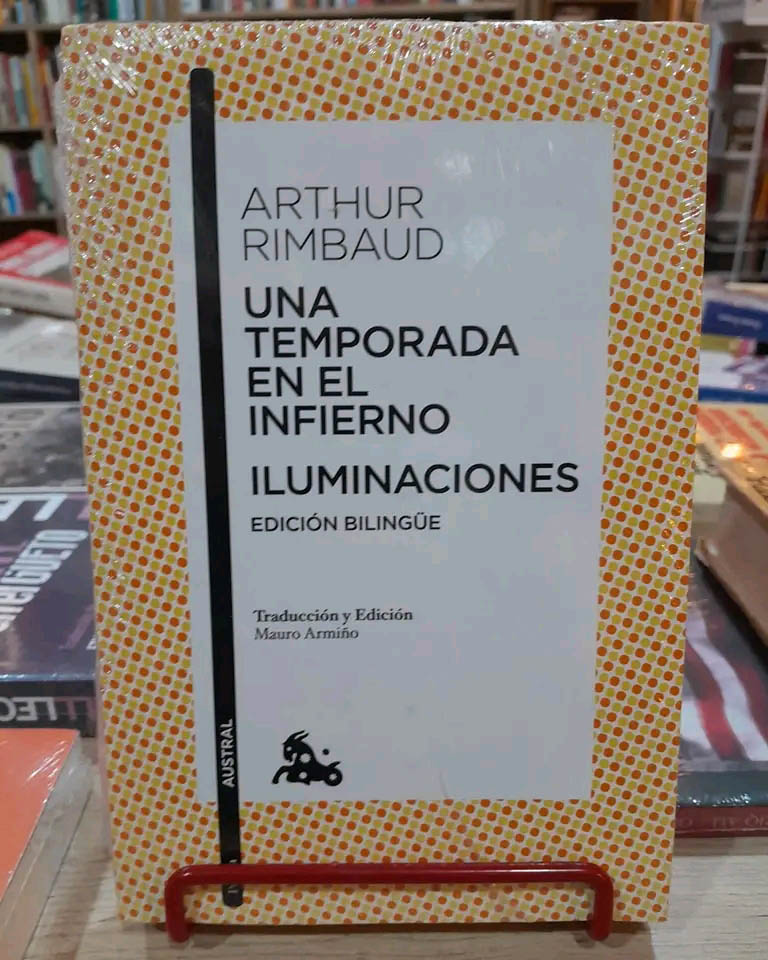 ARTHUR
RIMBAUD
UNA
TEMPORADA
EN EL
INFIERNO
ILUMINACIONES
EDICIÓN BILINGÜE
Traducción y Edición
Mauro Armiño
AUSTRAL